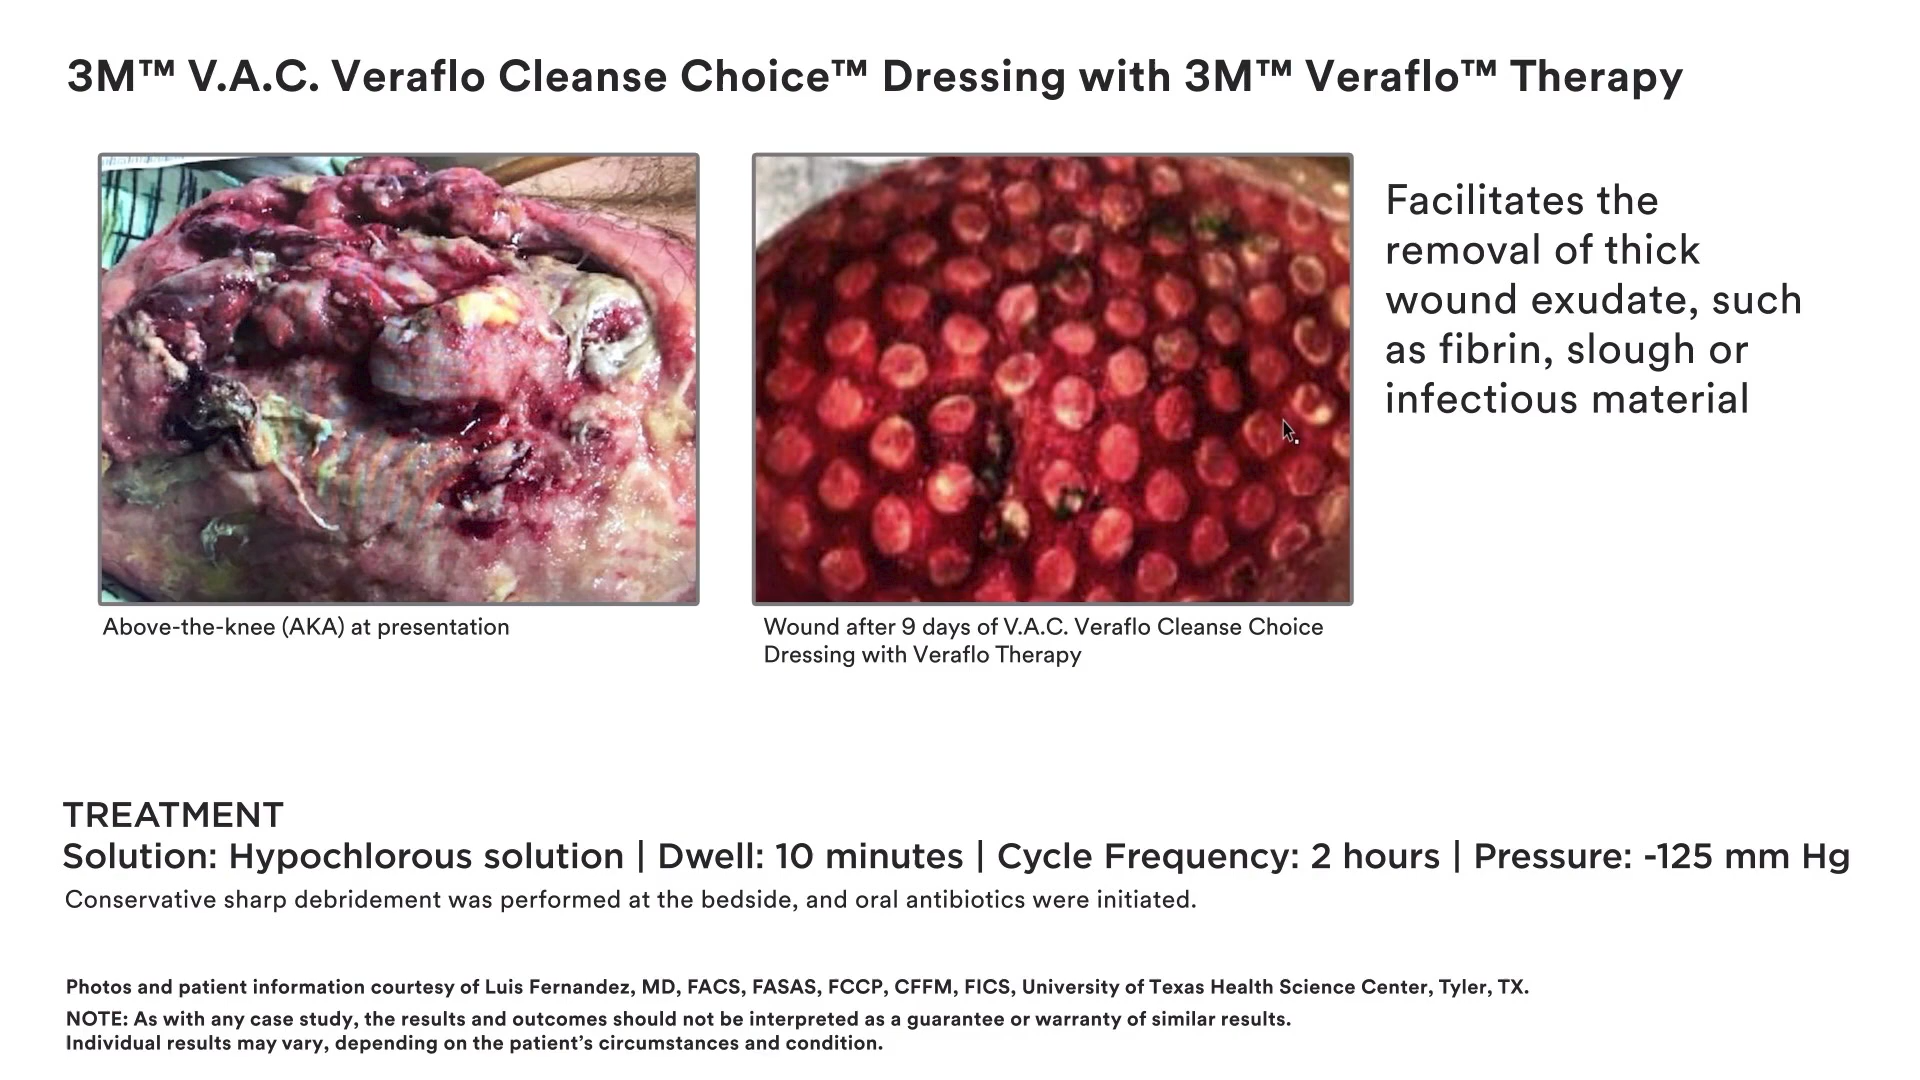 3M™ V.A.C. Veraflo Cleanse Choice™ Dressing with 3M™ Veraflo™ Therapy
Facilitates the
removal of thick
wound exudate, such
as fibrin, slough or
infectious material
Above-the-knee (AKA) at presentation
Wound after 9 days of V.A.C. Veraflo Cleanse Choice
Dressing with Veraflo Therapy
TREATMENT
Solution: Hypochlorous solution | Dwell: 10 minutes | Cycle Frequency: 2 hours | Pressure: -125 mm Hg
Conservative sharp debridement was performed at the bedside, and oral antibiotics were initiated.
Photos and patient information courtesy of Luis Fernandez, MD, FACS, FASAS, FCCP, CFFM, FICS, University of Texas Health Science Center, Tyler, TX.
NOTE: As with any case study, the results and outcomes should not be interpreted as a guarantee or warranty of similar results.
Individual results may vary, depending on the patient’s circumstances and condition.